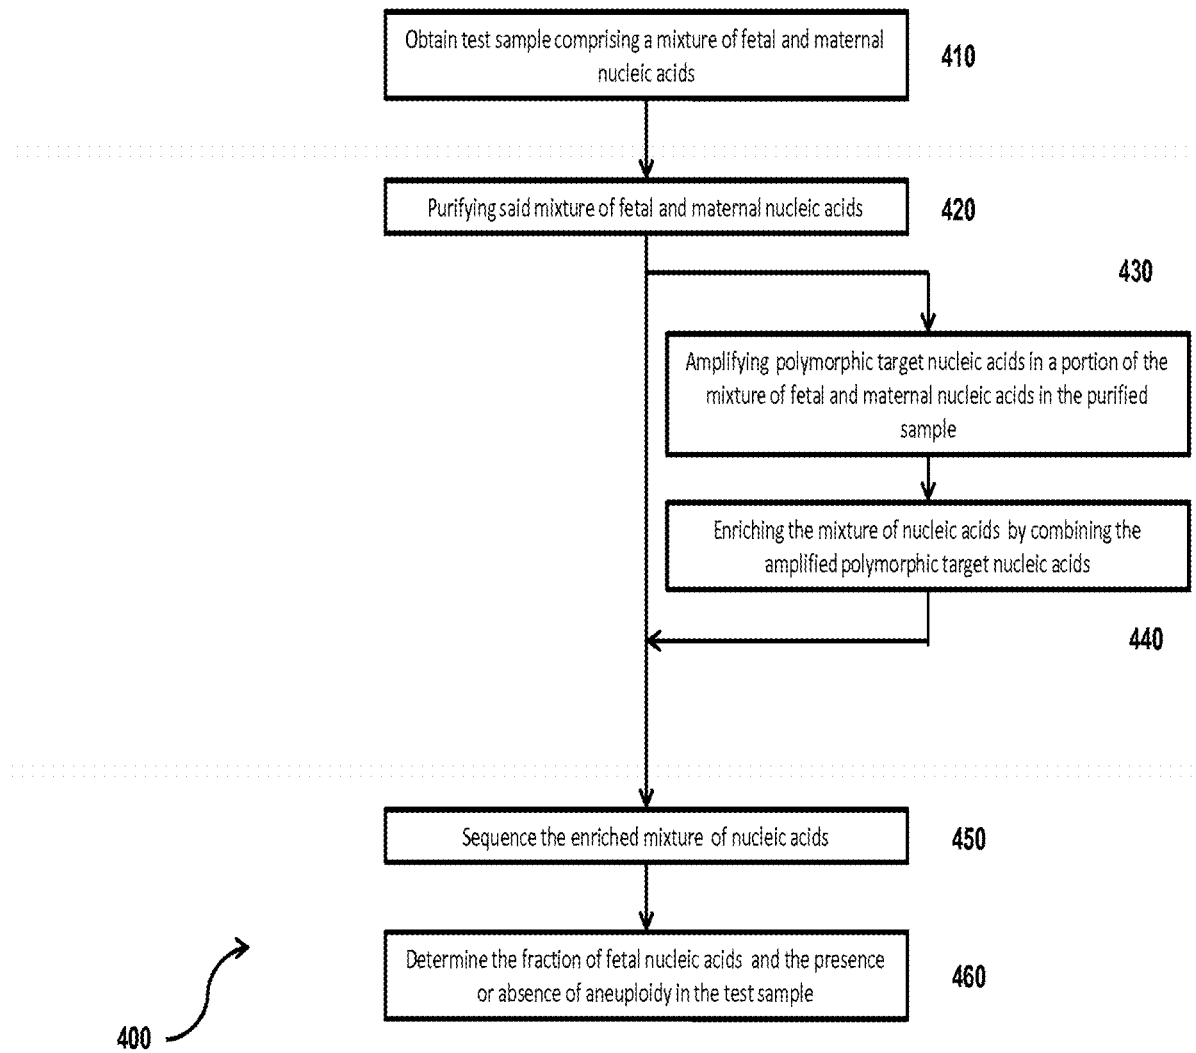 Obtain test sample comprising a mixture of fetal and maternal
nucleic acids
410
Purifying said mixture of fetal and maternal nucleic acids
420
430
Amplifying polymorphic target nucleic acids in a portion of the
mixture of fetal and maternal nucleic acids in the purified
sample
Enriching the mixture of nucleic acids by combining the
amplified polymorphic target nucleic acids
440
Sequence the enriched mixture of nucleic acids
450
Determine the fraction of fetal nucleic acids and the presence
or absence of aneuploidy in the test sample
460
400